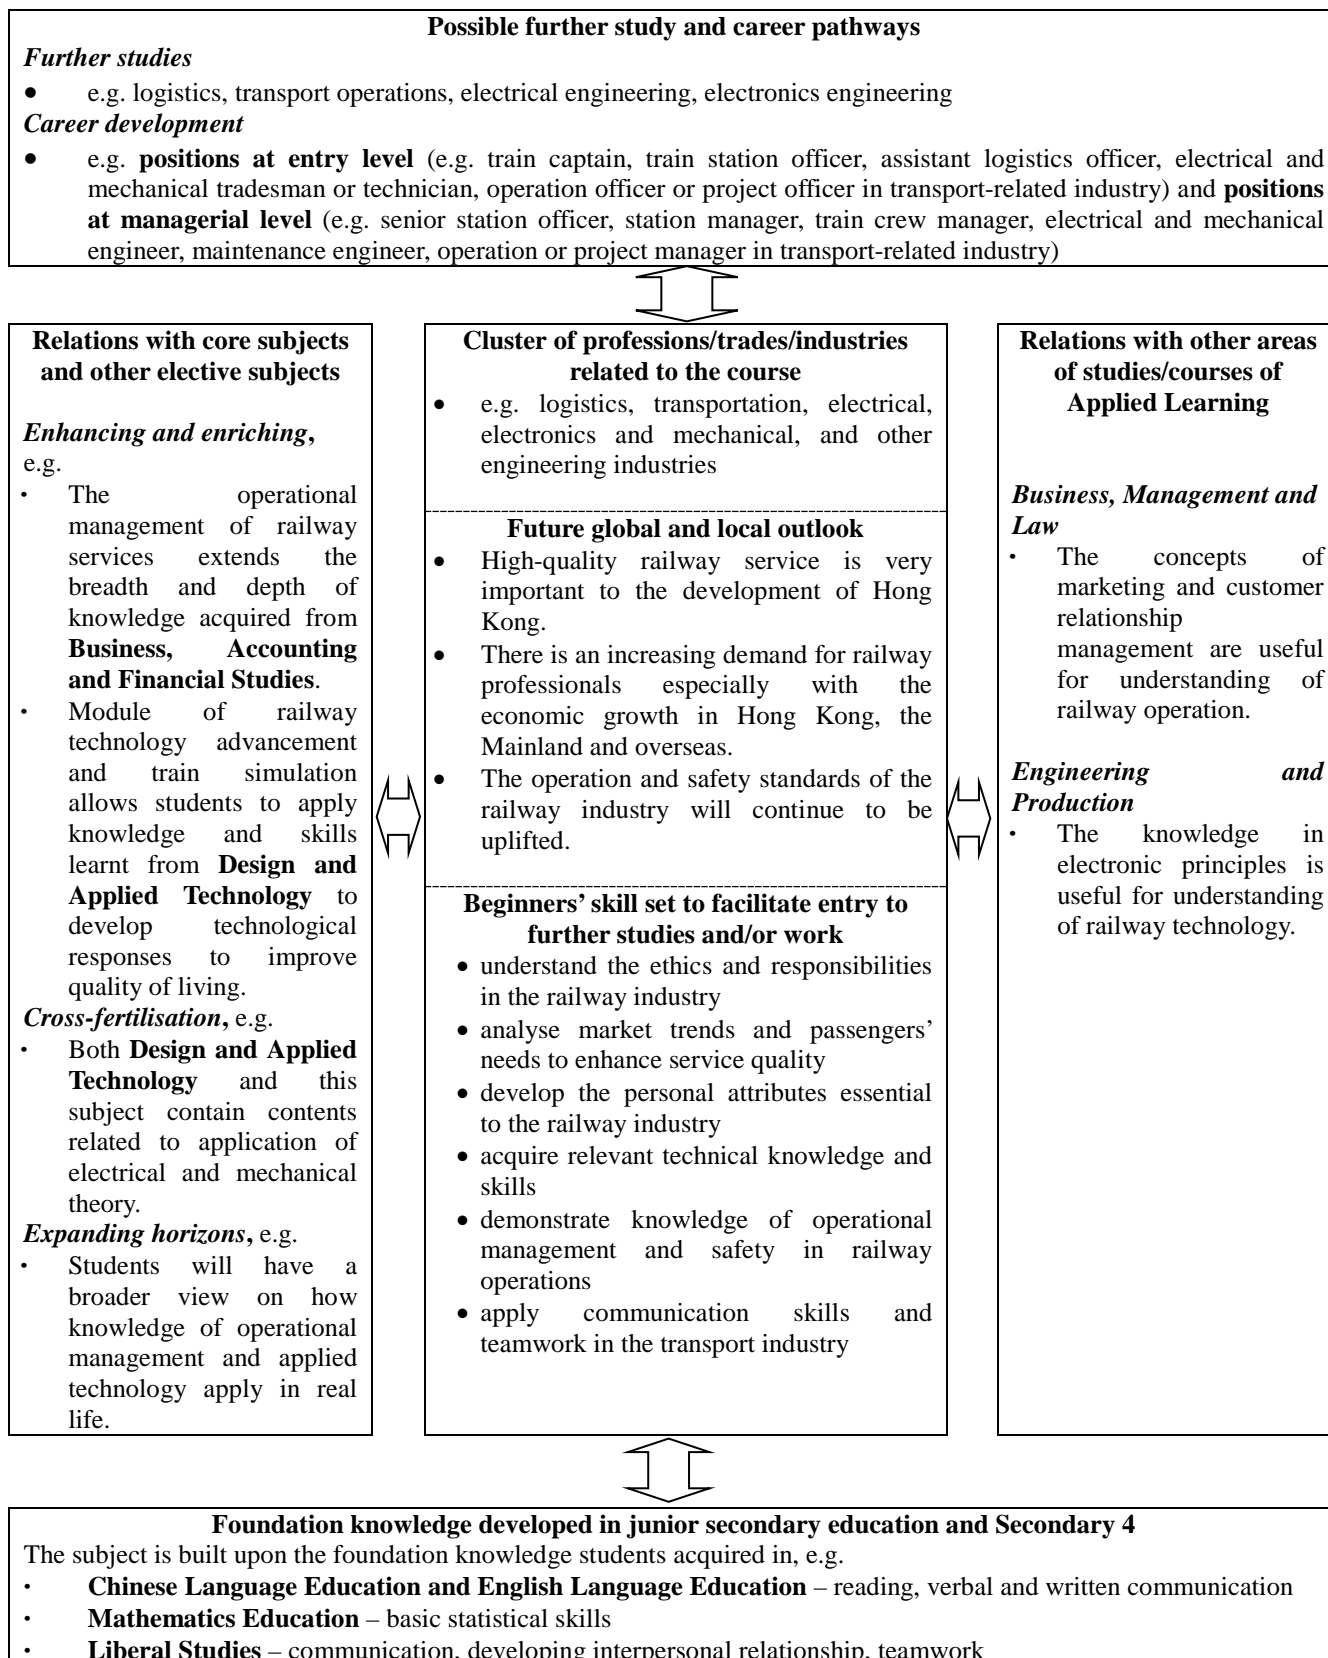 Possible further study and career pathways
Further studies
● e.g. logistics, transport operations, electrical engineering, electronics engineering
Career development
● e.g. positions at entry level (e.g. train captain, train station officer, assistant logistics officer, electrical and
mechanical tradesman or technician, operation officer or project officer in transport-related industry) and positions
at managerial level (e.g. senior station officer, station manager, train crew manager, electrical and mechanical
engineer, maintenance engineer, operation or project manager in transport-related industry)
Relations with core subjects
and other elective subjects
Enhancing and enriching,
e.g.
• The operational
management of railway
services extends the
breadth and depth of
knowledge acquired from
Business, Accounting
and Financial Studies.
• Module of railway
technology advancement
and train simulation
allows students to apply
knowledge and skills
learnt from Design and
Applied Technology to
develop technological
responses to improve
quality of living.
Cross-fertilisation, e.g.
• Both Design and Applied
Technology and this
subject contain contents
related to application of
electrical and mechanical
theory.
Expanding horizons, e.g.
• Students will have a
broader view on how
knowledge of operational
management and applied
technology apply in real
life.
Cluster of professions/trades/industries
related to the course
● e.g. logistics, transportation, electrical,
electronics and mechanical, and other
engineering industries
Future global and local outlook
● High-quality railway service is very
important to the development of Hong
Kong.
● There is an increasing demand for railway
professionals especially with the
economic growth in Hong Kong, the
Mainland and overseas.
● The operation and safety standards of the
railway industry will continue to be
uplifted.
Beginners’ skill set to facilitate entry to
further studies and/or work
● understand the ethics and responsibilities
in the railway industry
● analyse market trends and passengers’
needs to enhance service quality
● develop the personal attributes essential
to the railway industry
● acquire relevant technical knowledge and
skills
● demonstrate knowledge of operational
management and safety in railway
operations
● apply communication skills and
teamwork in the transport industry
Relations with other areas
of studies/courses of
Applied Learning
Business, Management and
Law
• The concepts of
marketing and customer
relationship
management are useful
for understanding of
railway operation.
Engineering and
Production
• The knowledge in
electronic principles is
useful for understanding
of railway technology.
Foundation knowledge developed in junior secondary education and Secondary 4
The subject is built upon the foundation knowledge students acquired in, e.g.
• Chinese Language Education and English Language Education – reading, verbal and written communication
• Mathematics Education – basic statistical skills
• Liberal Studies – communication, developing interpersonal relationship, teamwork